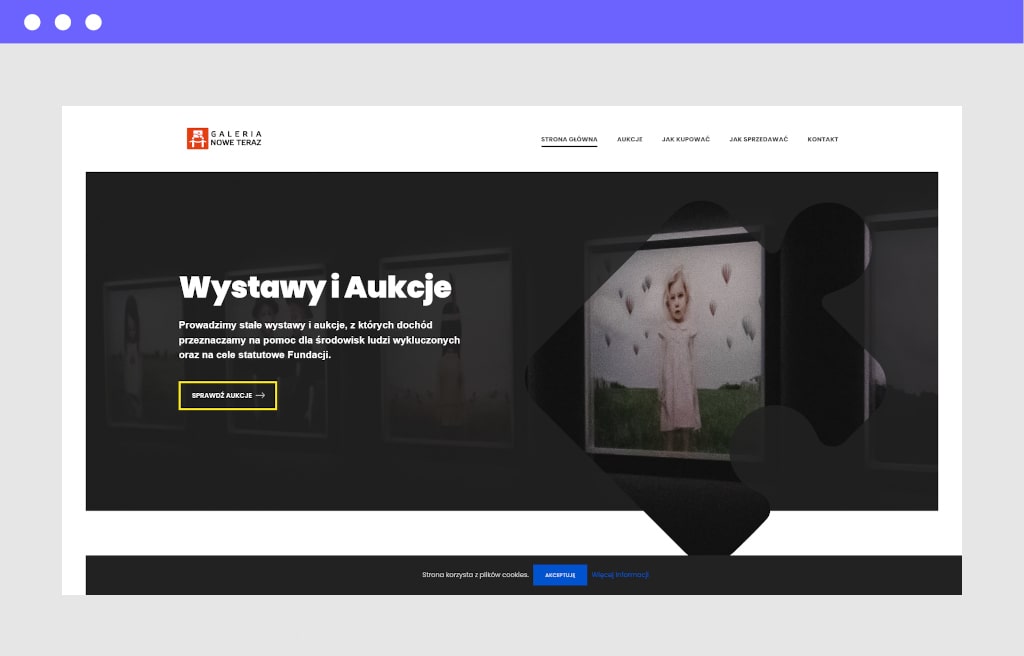 GALERIA
NOWE TERAZ
STRONA GŁÓWNA AUKCJE JAK KUPOWAĆ JAK SPRZEDAWAĆ KONTAKT
Wystawy i Aukcje
Prowadzimy stałe wystawy i aukcje, z których dochód
przeznaczamy na pomoc dla środowisk ludzi wykluczonych
oraz na cele statutowe Fundacji.
SPRAWDŹ AUKCJE →
Strona korzysta z plików cookies. AKCEPTUJĘ Więcej informacji